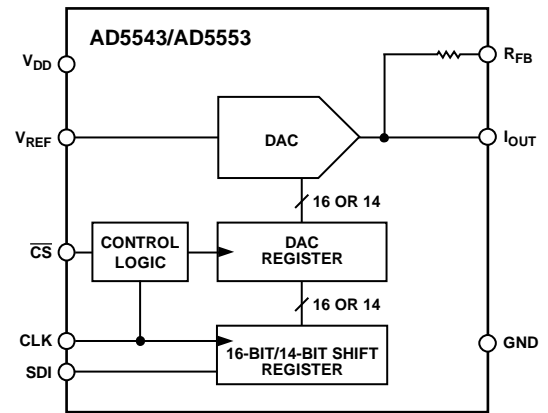 AD5543/AD5553
VDD
RFB
VREF
DAC
IOUT
16 OR 14
CS
CONTROL
LOGIC
DAC
REGISTER
16 OR 14
CLK
GND
16-BIT/14-BIT SHIFT
REGISTER
SDI